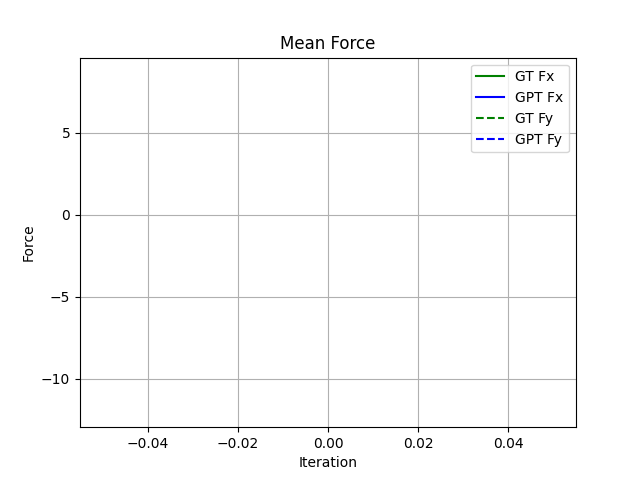 Mean Force
GT Fx
GPT Fx
GT Fy
GPT Fy
5
0
−5
−10
Force
−0.04 −0.02 0.00 0.02 0.04
Iteration